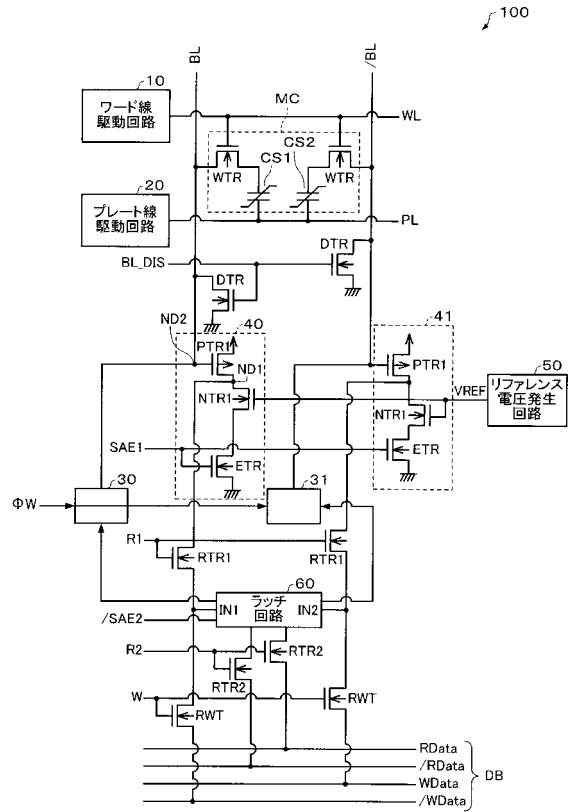 100
BL
/BL
10
ワード線
駆動回路
MC
WL
CS2
CS1
WTR
WTR
20
プレート線
駆動回路
PL
BL_DIS
DTR
DTR
ND2
40
41
PTR1
ND1
PTR1
50
リファレンス
電圧発生
回路
VREF
NTR1
NTR1
SAE1
ETR
ETR
ΦW
30
31
R1
RTR1
RTR1
60
ラッチ
回路
IN1
IN2
/SAE2
R2
RTR2
RTR2
W
RWT
RWT
RData
/RData
WData
/WData
DB